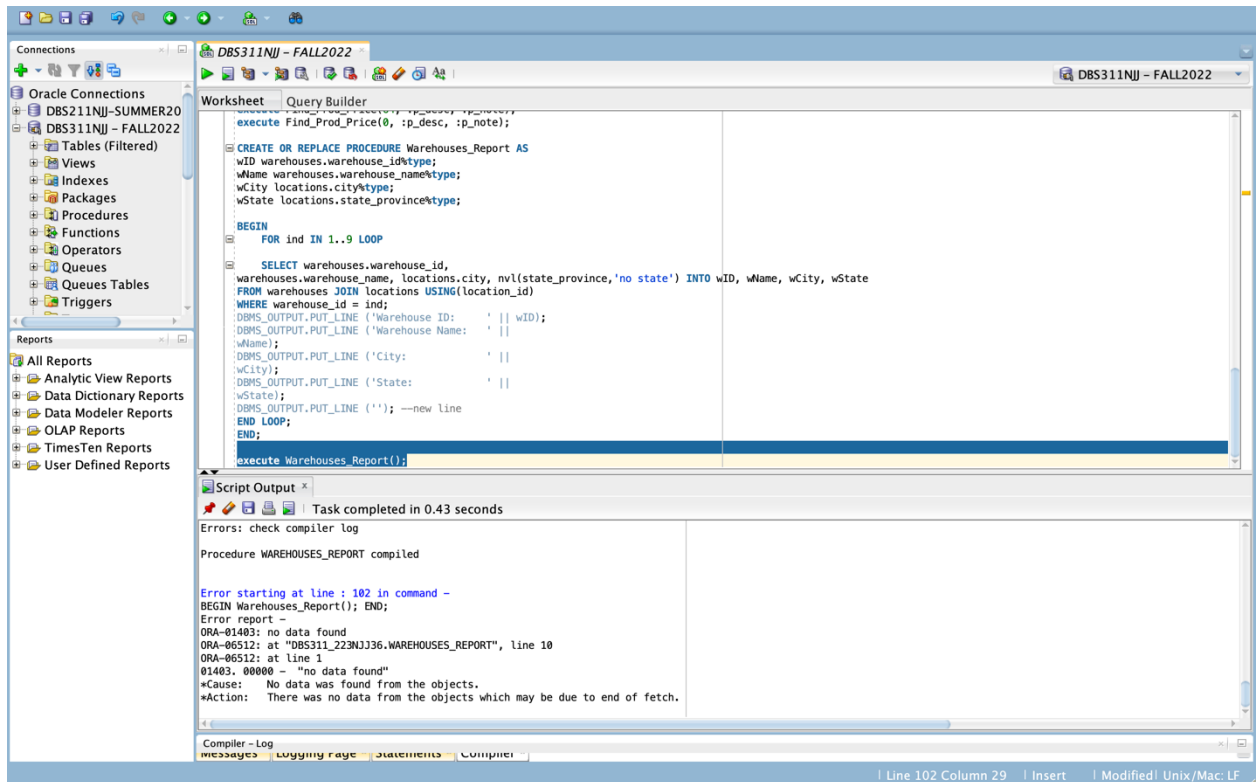 Connections
DBS311NJJ – FALL2022
DBS311NJJ – FALL2022
Oracle Connections
DBS211NJJ-SUMMER20
DBS311NJJ – FALL2022
Tables (Filtered)
Views
Indexes
Packages
Procedures
Functions
Operators
Queues
Queues Tables
Triggers
Reports
All Reports
Analytic View Reports
Data Dictionary Reports
Data Modeler Reports
OLAP Reports
TimesTen Reports
User Defined Reports
Worksheet Query Builder
execute Find_Prod_Price(0, :p_desc, :p_note);
CREATE OR REPLACE PROCEDURE Warehouses_Report AS
wID warehouses.warehouse_id%type;
wName warehouses.warehouse_name%type;
wCity locations.city%type;
wState locations.state_province%type;
BEGIN
FOR ind IN 1..9 LOOP
SELECT warehouses.warehouse_id,
warehouses.warehouse_name, locations.city, nvl(state_province,'no state') INTO wID, wName, wCity, wState
FROM warehouses JOIN locations USING(location_id)
WHERE warehouse_id = ind;
DBMS_OUTPUT.PUT_LINE ('Warehouse ID: ' || wID);
DBMS_OUTPUT.PUT_LINE ('Warehouse Name: ' ||
wName);
DBMS_OUTPUT.PUT_LINE ('City: ' ||
wCity);
DBMS_OUTPUT.PUT_LINE ('State: ' ||
wState);
DBMS_OUTPUT.PUT_LINE (''); --new line
END LOOP;
END;
execute Warehouses_Report();
Script Output
Task completed in 0.43 seconds
Errors: check compiler log
Procedure WAREHOUSES_REPORT compiled
Error starting at line : 102 in command –
BEGIN Warehouses_Report(); END;
Error report –
ORA-01403: no data found
ORA-06512: at "DBS311_223NJJ36.WAREHOUSES_REPORT", line 10
ORA-06512: at line 1
01403. 00000 – "no data found"
*Cause: No data was found from the objects.
*Action: There was no data from the objects which may be due to end of fetch.
Compiler – Log
Messages Logging Page Statements Compiler
Line 102 Column 29 Insert Modified Unix/Mac: LF